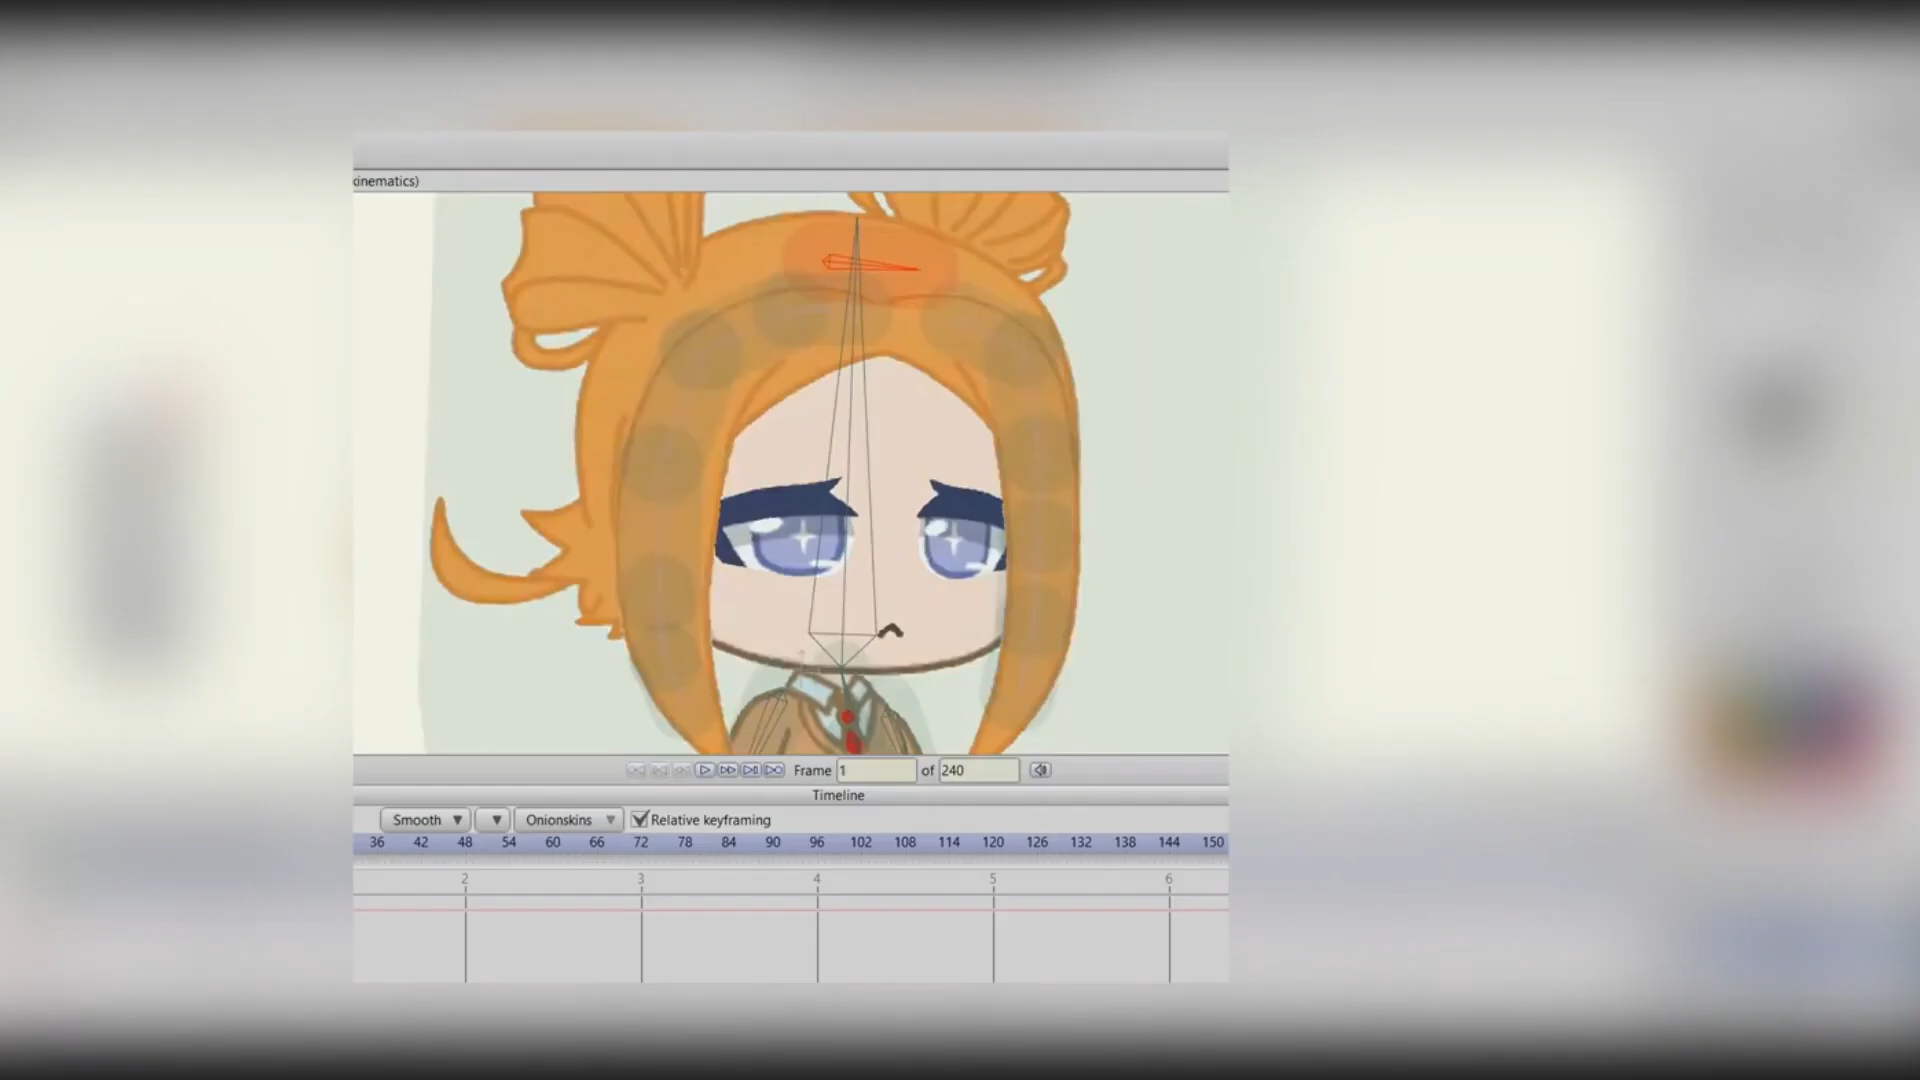 kinematics)
Frame 1 of 240
Timeline
Smooth Onionskins Relative keyframing
36 42 48 54 60 66 72 78 84 90 96 102 108 114 120 126 132 138 144 150
2 3 4 5 6